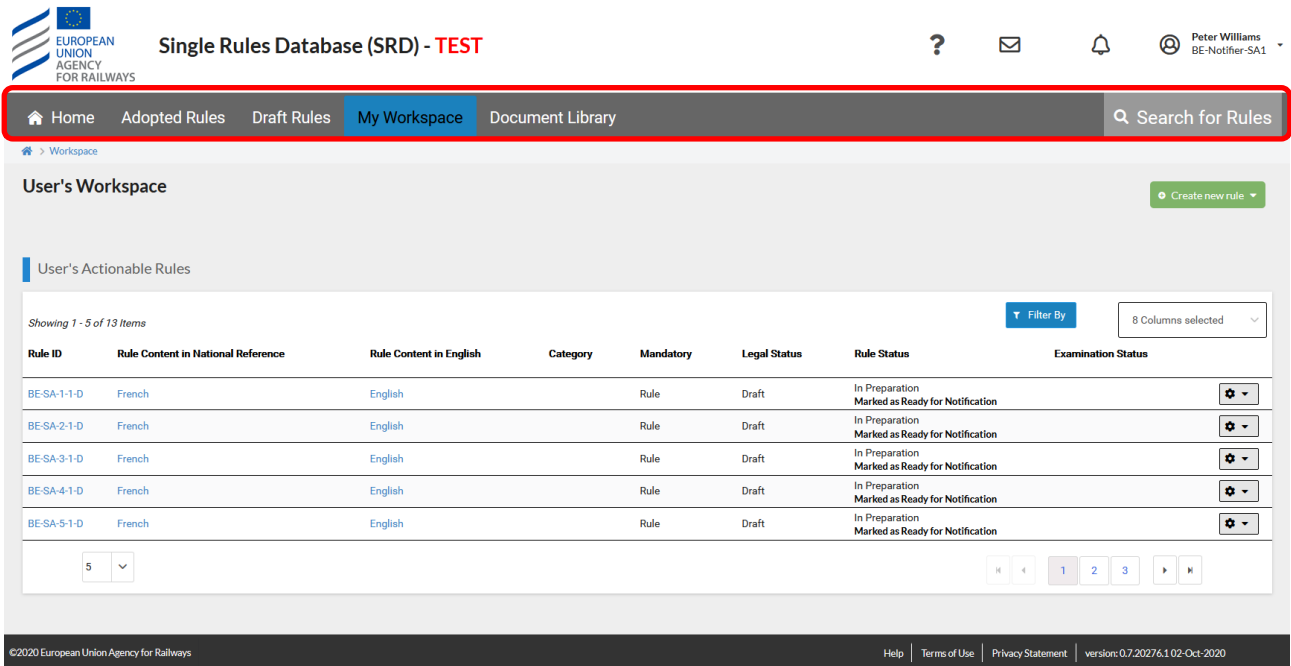 EUROPEAN
UNION
AGENCY
FOR RAILWAYS
Single Rules Database (SRD) - TEST
?
Peter Williams
BE-Notifier-SA1
Home Adopted Rules Draft Rules My Workspace Document Library Search for Rules
> Workspace
User's Workspace
Create new rule
User's Actionable Rules
Showing 1 - 5 of 13 Items
Filter By
8 Columns selected
Rule ID Rule Content in National Reference Rule Content in English Category Mandatory Legal Status Rule Status Examination Status
BE-SA-1-1-D French English Rule Draft In Preparation
Marked as Ready for Notification
BE-SA-2-1-D French English Rule Draft In Preparation
Marked as Ready for Notification
BE-SA-3-1-D French English Rule Draft In Preparation
Marked as Ready for Notification
BE-SA-4-1-D French English Rule Draft In Preparation
Marked as Ready for Notification
BE-SA-5-1-D French English Rule Draft In Preparation
Marked as Ready for Notification
5 1 2 3
©2020 European Union Agency for Railways Help | Terms of Use | Privacy Statement | version: 0.7.20276.1 02-Oct-2020